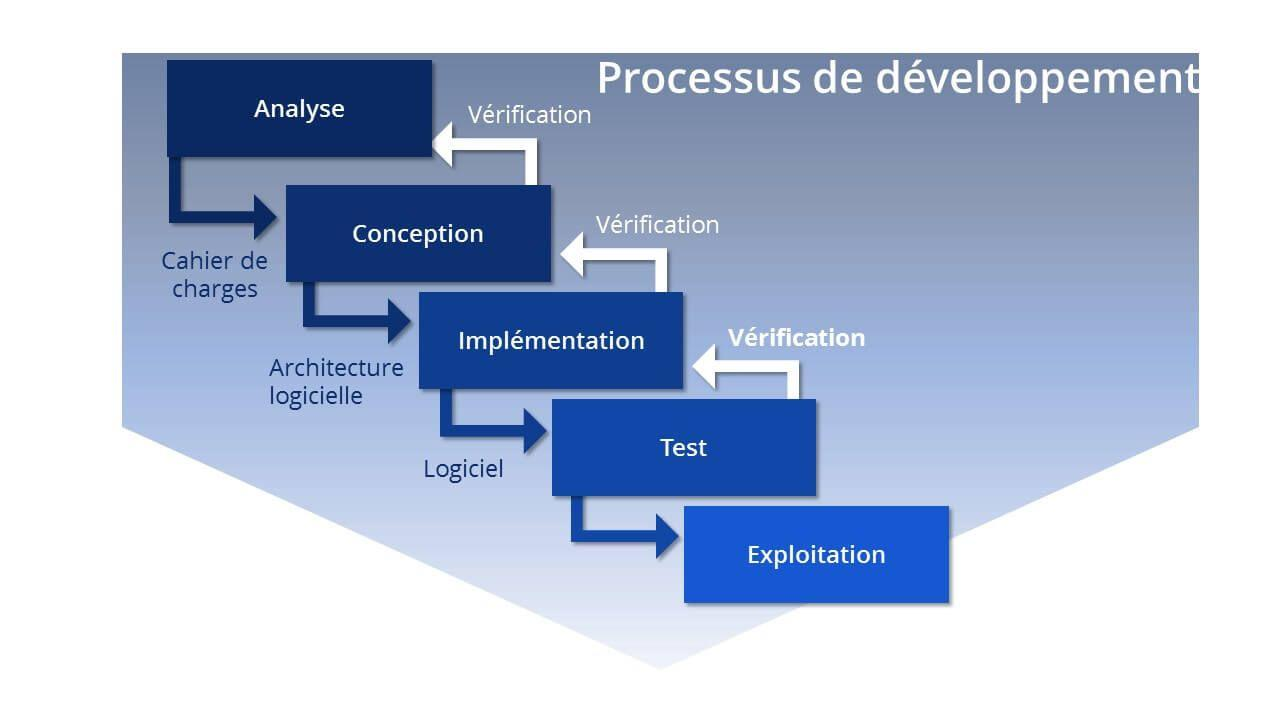 Processus de développement
Analyse
Vérification
Conception
Vérification
Cahier de
charges
Implémentation
Vérification
Architecture
logicielle
Test
Logiciel
Exploitation